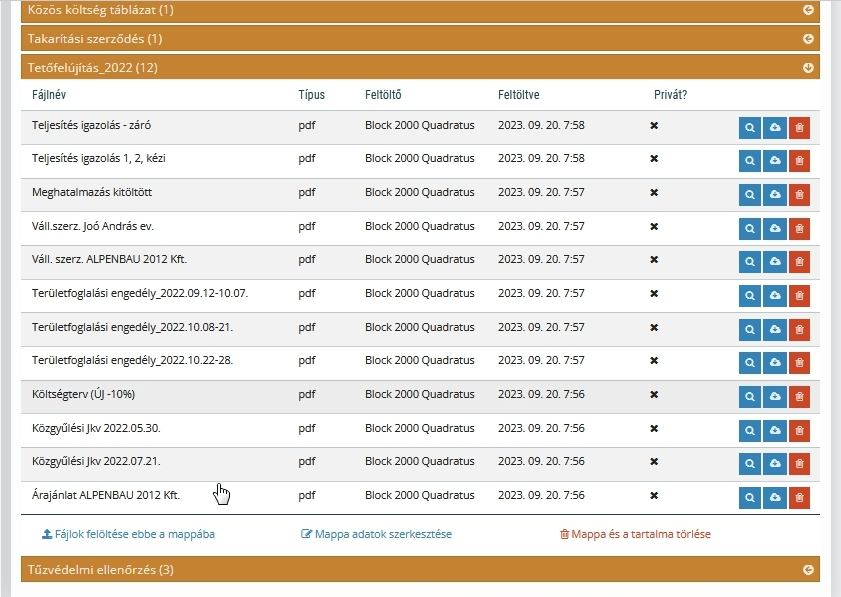 Közös költség táblázat (1)
Takarítási szerződés (1)
Tetőfelújítás_2022 (12)
Fájlnév Típus Feltöltő Feltöltve Privát?
Teljesítés igazolás - záró pdf Block 2000 Quadratus 2023. 09. 20. 7:58
Teljesítés igazolás 1, 2, kézi pdf Block 2000 Quadratus 2023. 09. 20. 7:58
Meghatalmazás kitöltött pdf Block 2000 Quadratus 2023. 09. 20. 7:57
Váll.szerz. Joó András ev. pdf Block 2000 Quadratus 2023. 09. 20. 7:57
Váll. szerz. ALPENBAU 2012 Kft. pdf Block 2000 Quadratus 2023. 09. 20. 7:57
Területfoglalási engedély_2022.09.12-10.07. pdf Block 2000 Quadratus 2023. 09. 20. 7:57
Területfoglalási engedély_2022.10.08-21. pdf Block 2000 Quadratus 2023. 09. 20. 7:57
Területfoglalási engedély_2022.10.22-28. pdf Block 2000 Quadratus 2023. 09. 20. 7:57
Költségterv (ÚJ -10%) pdf Block 2000 Quadratus 2023. 09. 20. 7:56
Közgyűlési Jkv 2022.05.30. pdf Block 2000 Quadratus 2023. 09. 20. 7:56
Közgyűlési Jkv 2022.07.21. pdf Block 2000 Quadratus 2023. 09. 20. 7:56
Árajánlat ALPENBAU 2012 Kft. pdf Block 2000 Quadratus 2023. 09. 20. 7:56
Fájlok felöltése ebbe a mappába Mappa adatok szerkesztése Mappa és a tartalma törlése
Tűzvédelmi ellenőrzés (3)